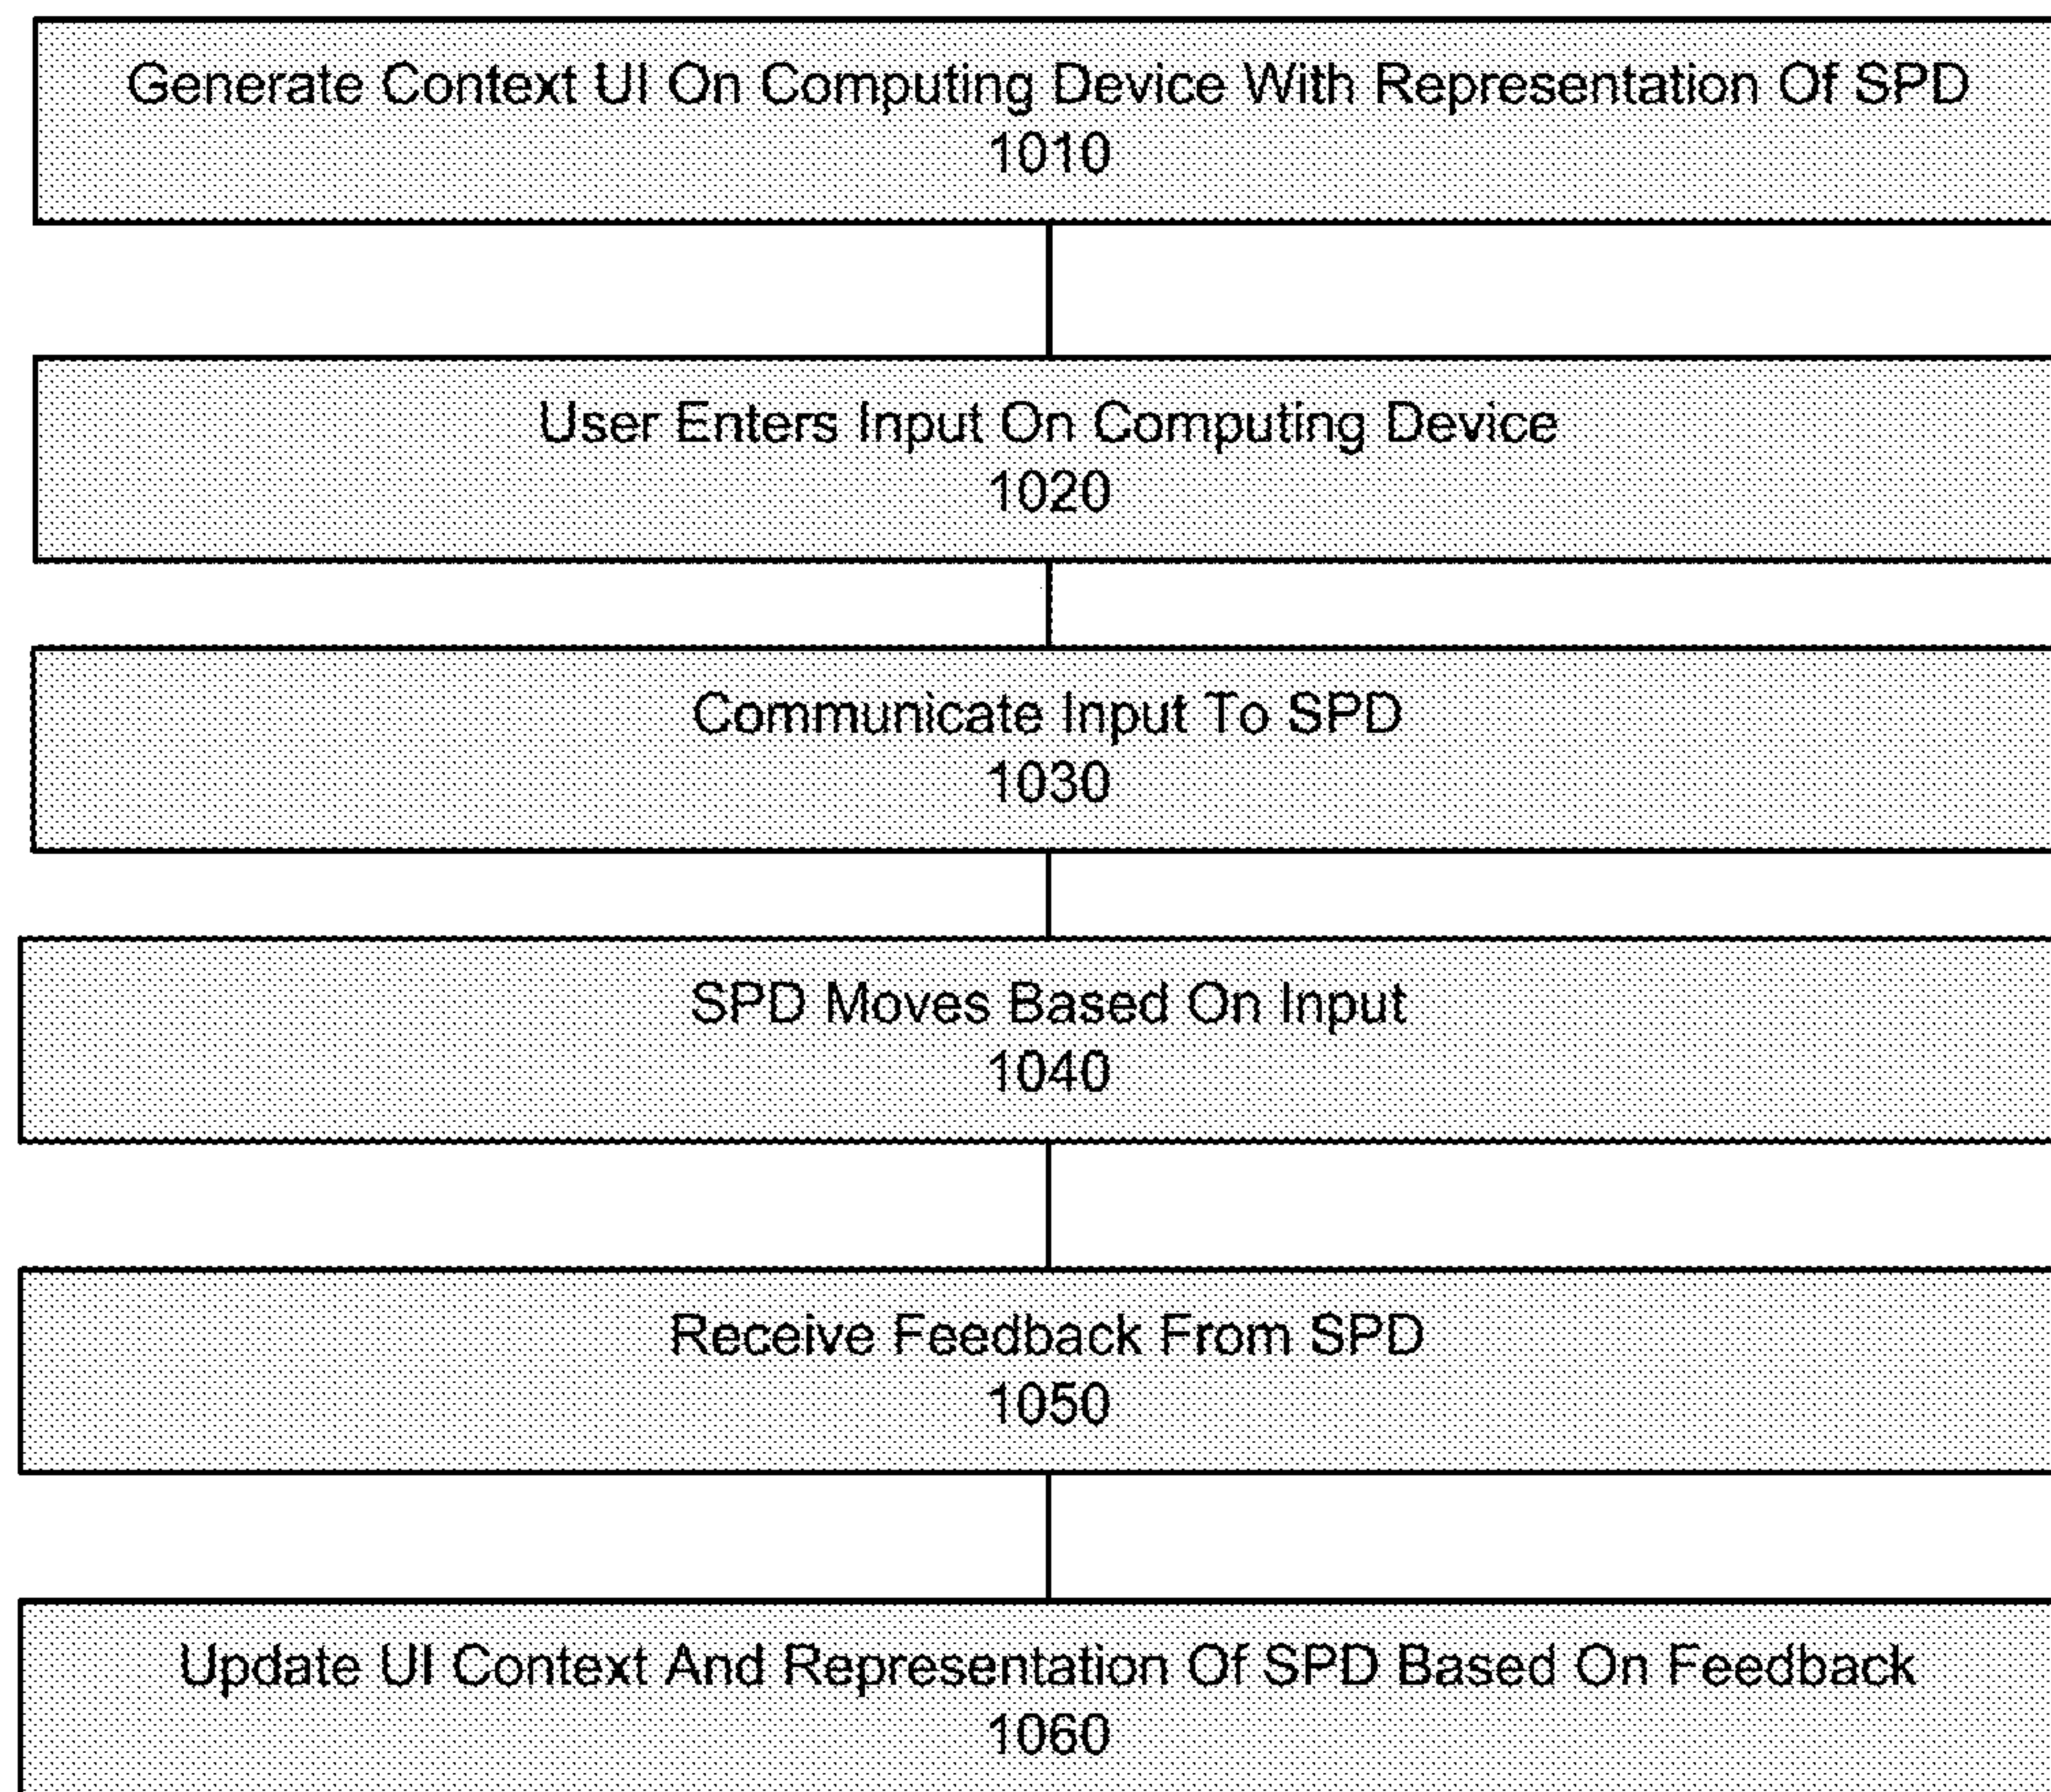 Generate Context UI On Computing Device With Representation Of SPD
1010
User Enters Input On Computing Device
1020
Communicate Input To SPD
1030
SPD Moves Based On Input
1040
Receive Feedback From SPD
1050
Update UI Context And Representation Of SPD Based On Feedback
1060